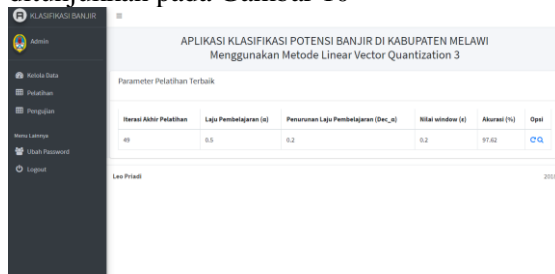 ditunjukkan pada Gambar 10
KLASIFIKASI BANJIR
Admin
Kelola Data
Pelatihan
Pengujian
Menu Lainnya
Ubah Password
Logout
APLIKASI KLASIFIKASI POTENSI BANJIR DI KABUPATEN MELAWI
Menggunakan Metode Linear Vector Quantization 3
Parameter Pelatihan Terbaik
Iterasi Akhir Pelatihan Laju Pembelajaran (α) Penurunan Laju Pembelajaran (Dec_α) Nilai window (ε) Akurasi (%) Opsi
49 0.5 0.2 0.2 97.62
Leo Priadi